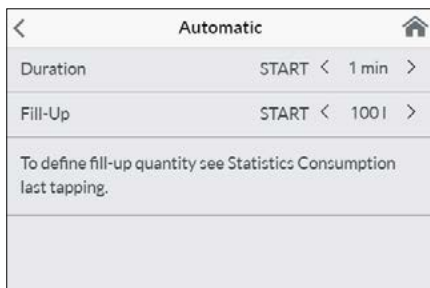 < Automatic
Duration START < 1 min >
Fill-Up START < 100 l >
To define fill-up quantity see Statistics Consumption
last tapping.